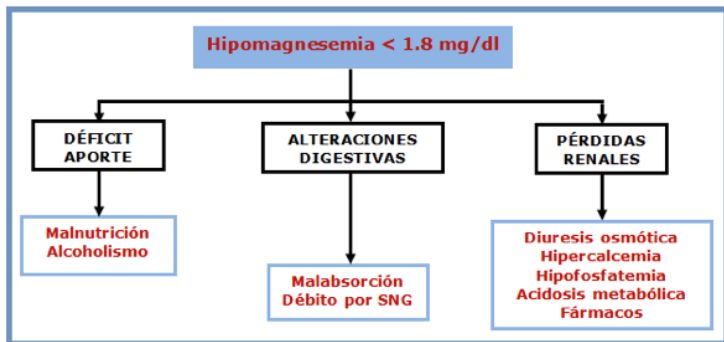 Hipomagnesemia < 1.8 mg/dl
DÉFICIT
APORTE
ALTERACIONES
DIGESTIVAS
PÉRDIDAS
RENALES
Malnutrición
Alcoholismo
Malabsorción
Débito por SNG
Diuresis osmótica
Hipercalcemia
Hipofosfatemia
Acidosis metabólica
Fármacos